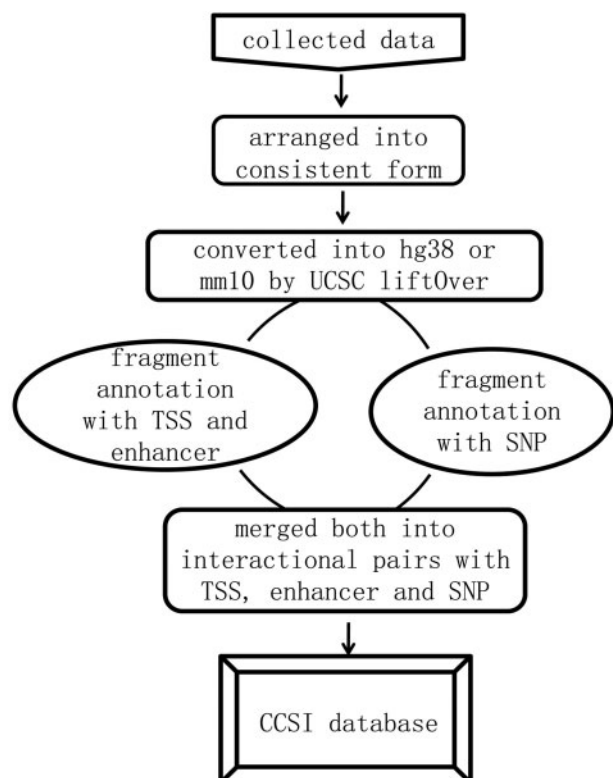 collected data
arranged into
consistent form
converted into hg38 or
mm10 by UCSC liftOver
fragment
annotation
with TSS and
enhancer
fragment
annotation
with SNP
merged both into
interactional pairs with
TSS, enhancer and SNP
CCSI database